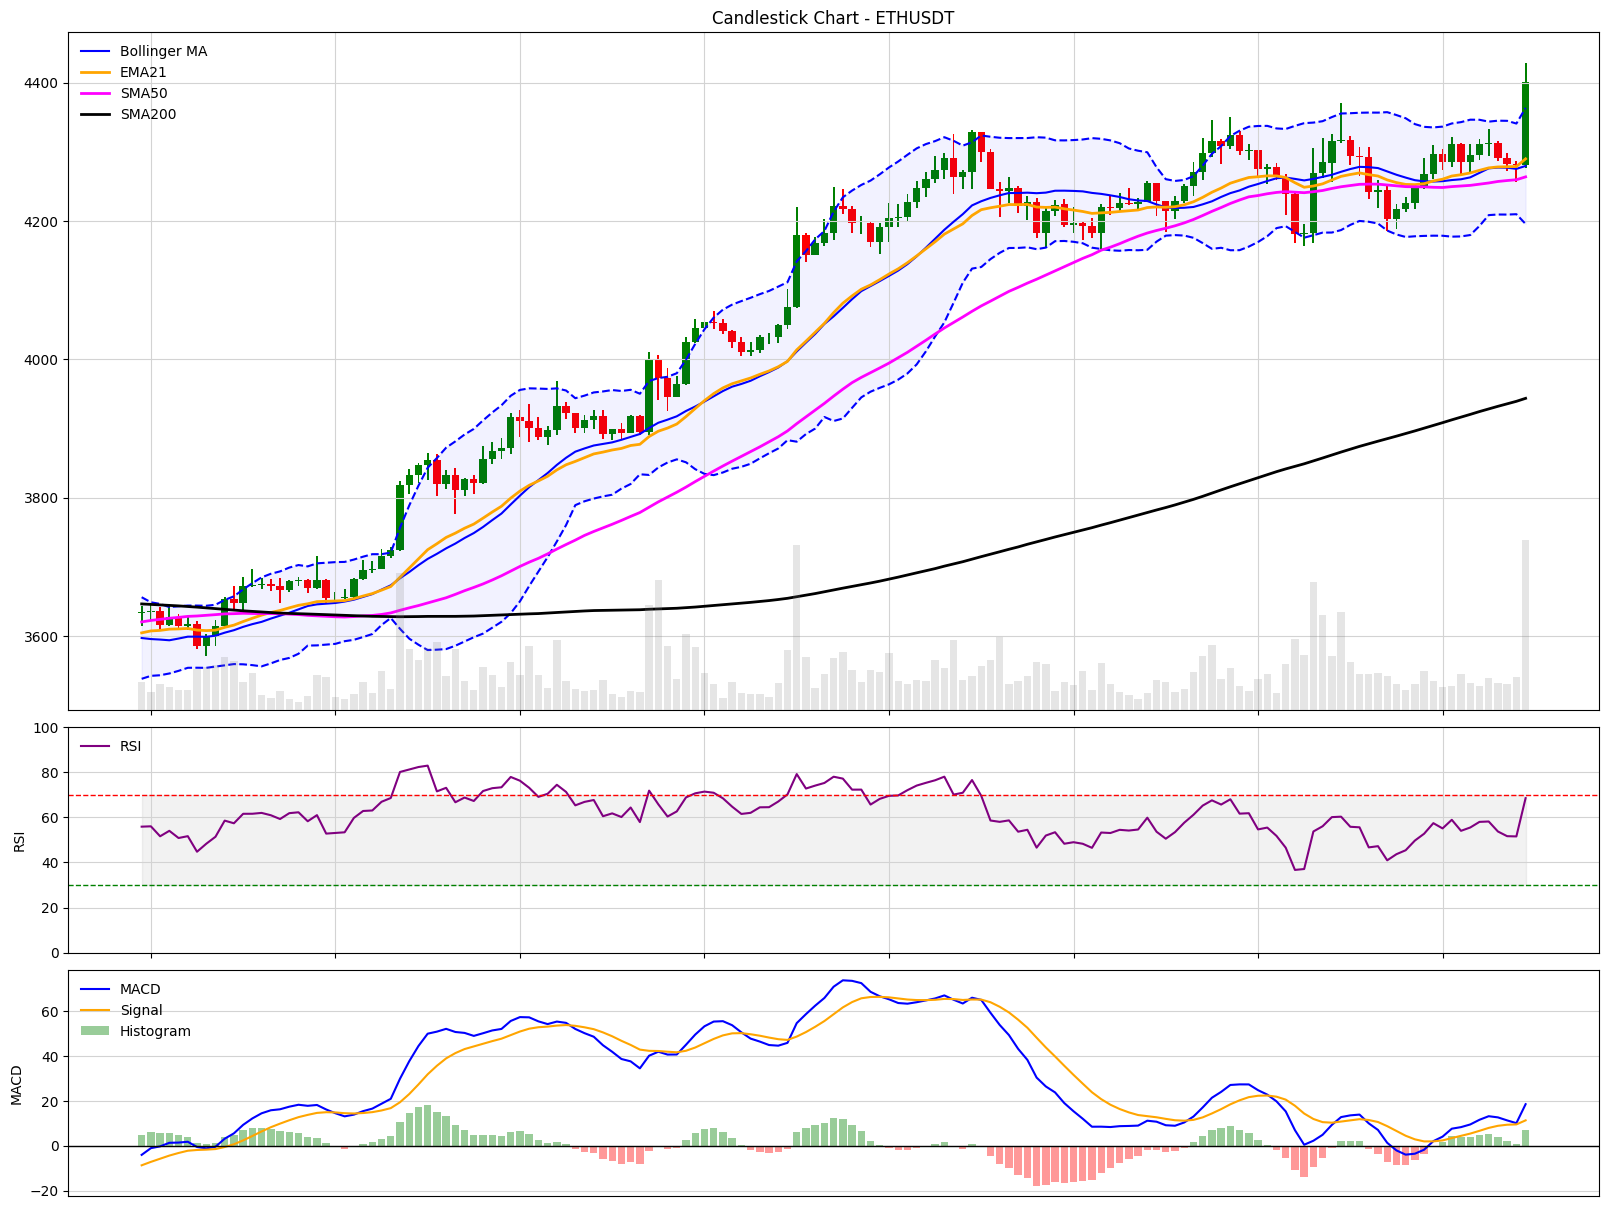 Candlestick Chart - ETHUSDT
Bollinger MA
EMA21
SMA50
SMA200
4400
4200
4000
3800
3600
RSI
100
80
60
40
20
0
RSI
MACD
Signal
Histogram
60
40
20
0
−20
MACD